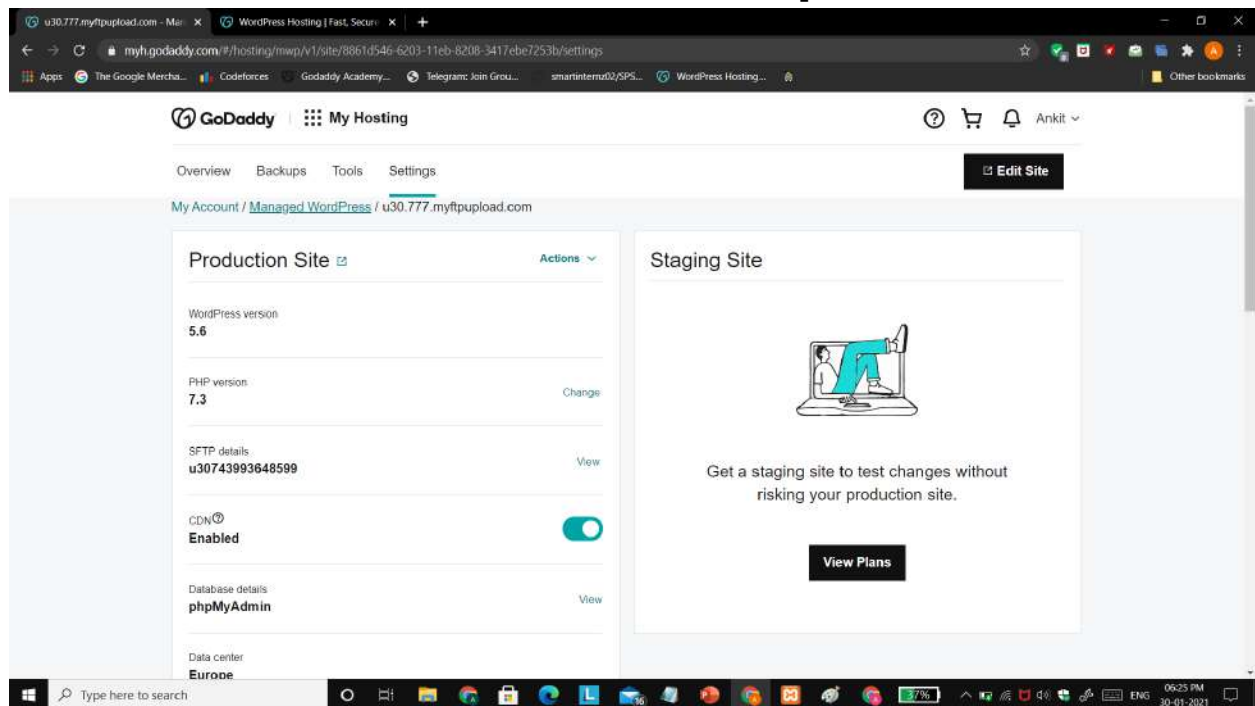 u30.777.myftpupload.com - Man
WordPress Hosting | Fast, Secure
myh.godaddy.com/#/hosting/mwp/v1/site/8861d546-6203-11eb-8208-3417ebe7253b/settings
Apps The Google Mercha... Codeforces Godaddy Academy... Telegram: Join Grou... smartinternz02/SPS... WordPress Hosting... Other bookmarks
GoDaddy My Hosting Ankit
Overview Backups Tools Settings Edit Site
My Account / Managed WordPress / u30.777.myftpupload.com
Production Site Actions
WordPress version
5.6
PHP version
7.3 Change
SFTP details
u30743993648599 View
CDN
Enabled
Database details
phpMyAdmin View
Data center
Europe
Staging Site
Get a staging site to test changes without
risking your production site.
View Plans
Type here to search 37% ENG 06:25 PM
30-01-2021